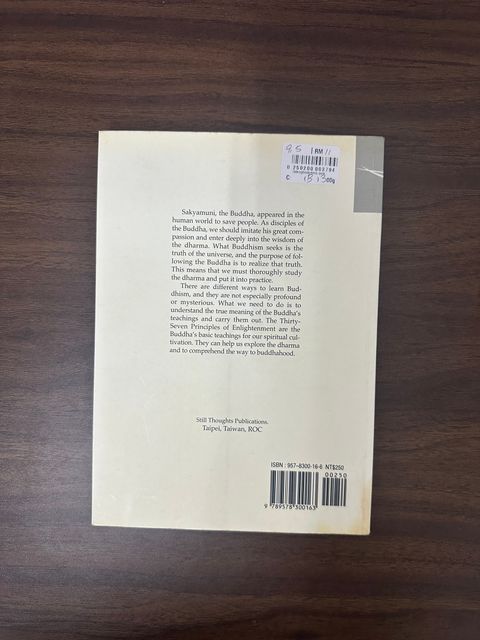 RM
Sakyamuni, the Buddha, appeared in the
human world to save people. As disciples of
the Buddha, we should imitate his great com-
passion and enter deeply into the wisdom of
the dharma. What Buddhism seeks is the
truth of the universe, and the purpose of fol-
lowing the Buddha is to realize that truth.
This means that we must thoroughly study
the dharma and put it into practice.
There are different ways to learn Bud-
dhism, and they are not especially profound
or mysterious. What we need to do is to
understand the true meaning of the Buddha's
teachings and carry them out. The Thirty-
Seven Principles of Enlightenment are the
Buddha's basic teachings for our spiritual cul-
tivation. They can help us explore the dharma
and to comprehend the way to buddhahood.
Still Thoughts Publications.
Taipei, Taiwan, ROC
ISBN : 957-8300-16-6 NT$250
00250
9 789578 300163